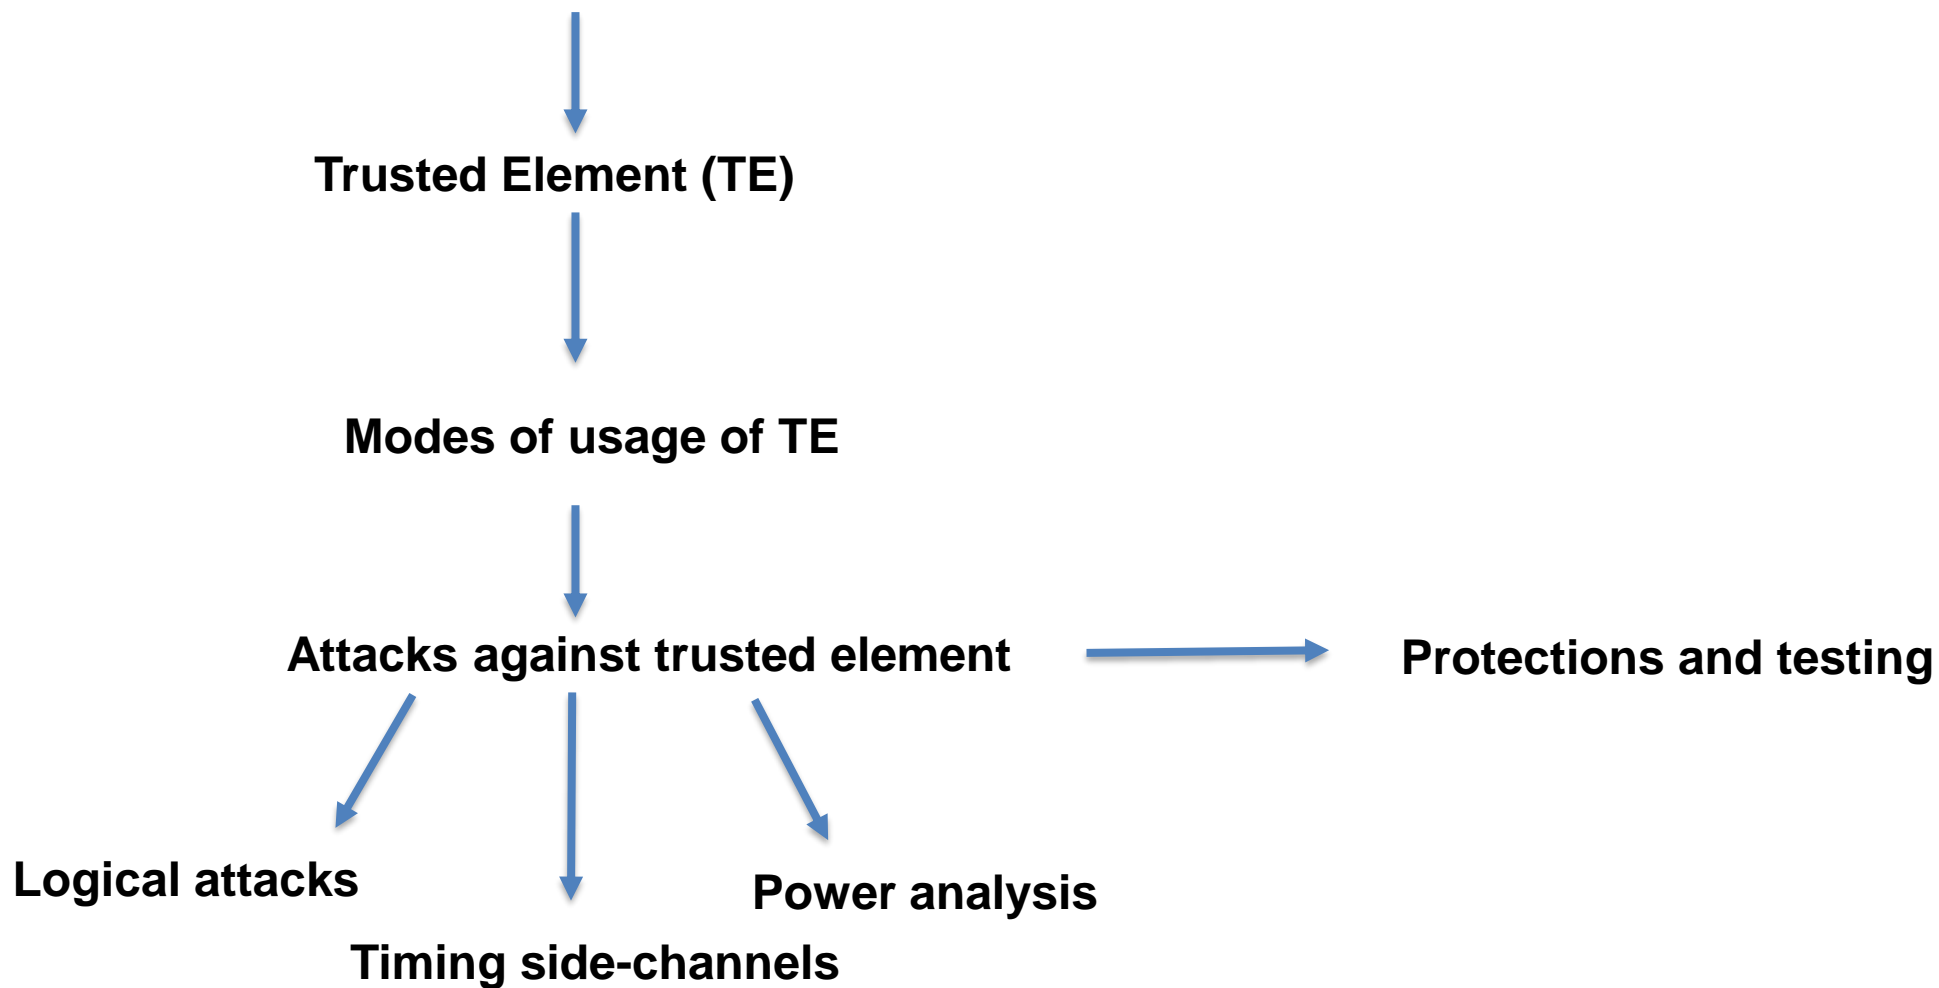 Trusted Element (TE)
Modes of usage of TE
Attacks against trusted element
Protections and testing
Logical attacks
Power analysis
Timing side-channels